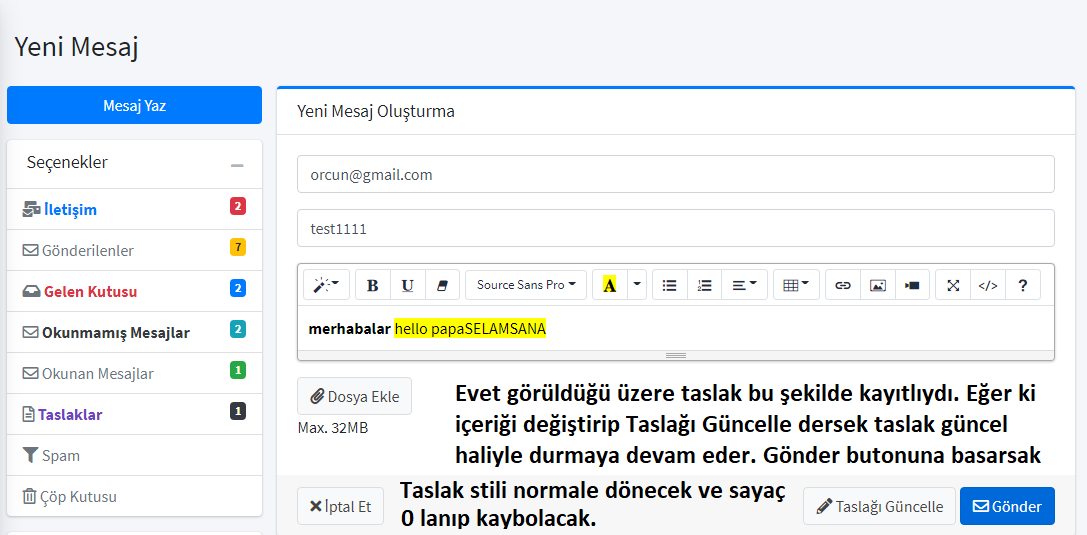 Yeni Mesaj
Mesaj Yaz
Seçenekler
İletişim 2
Gönderilenler 7
Gelen Kutusu 2
Okunmamış Mesajlar 2
Okunan Mesajlar 1
Taslaklar 1
Spam
Çöp Kutusu
Yeni Mesaj Oluşturma
orcun@gmail.com
test1111
B U Source Sans Pro A </> ?
merhabalar hello papaSELAMSANA
Dosya Ekle
Max. 32MB
Evet görüldüğü üzere taslak bu şekilde kayıtlıydı. Eğer ki
içeriği değiştirip Taslağı Güncelle dersek taslak güncel
haliyle durmaya devam eder. Gönder butonuna basarsak
Taslak stili normale dönecek ve sayaç
0 lanıp kaybolacak.
İptal Et
Taslağı Güncelle
Gönder